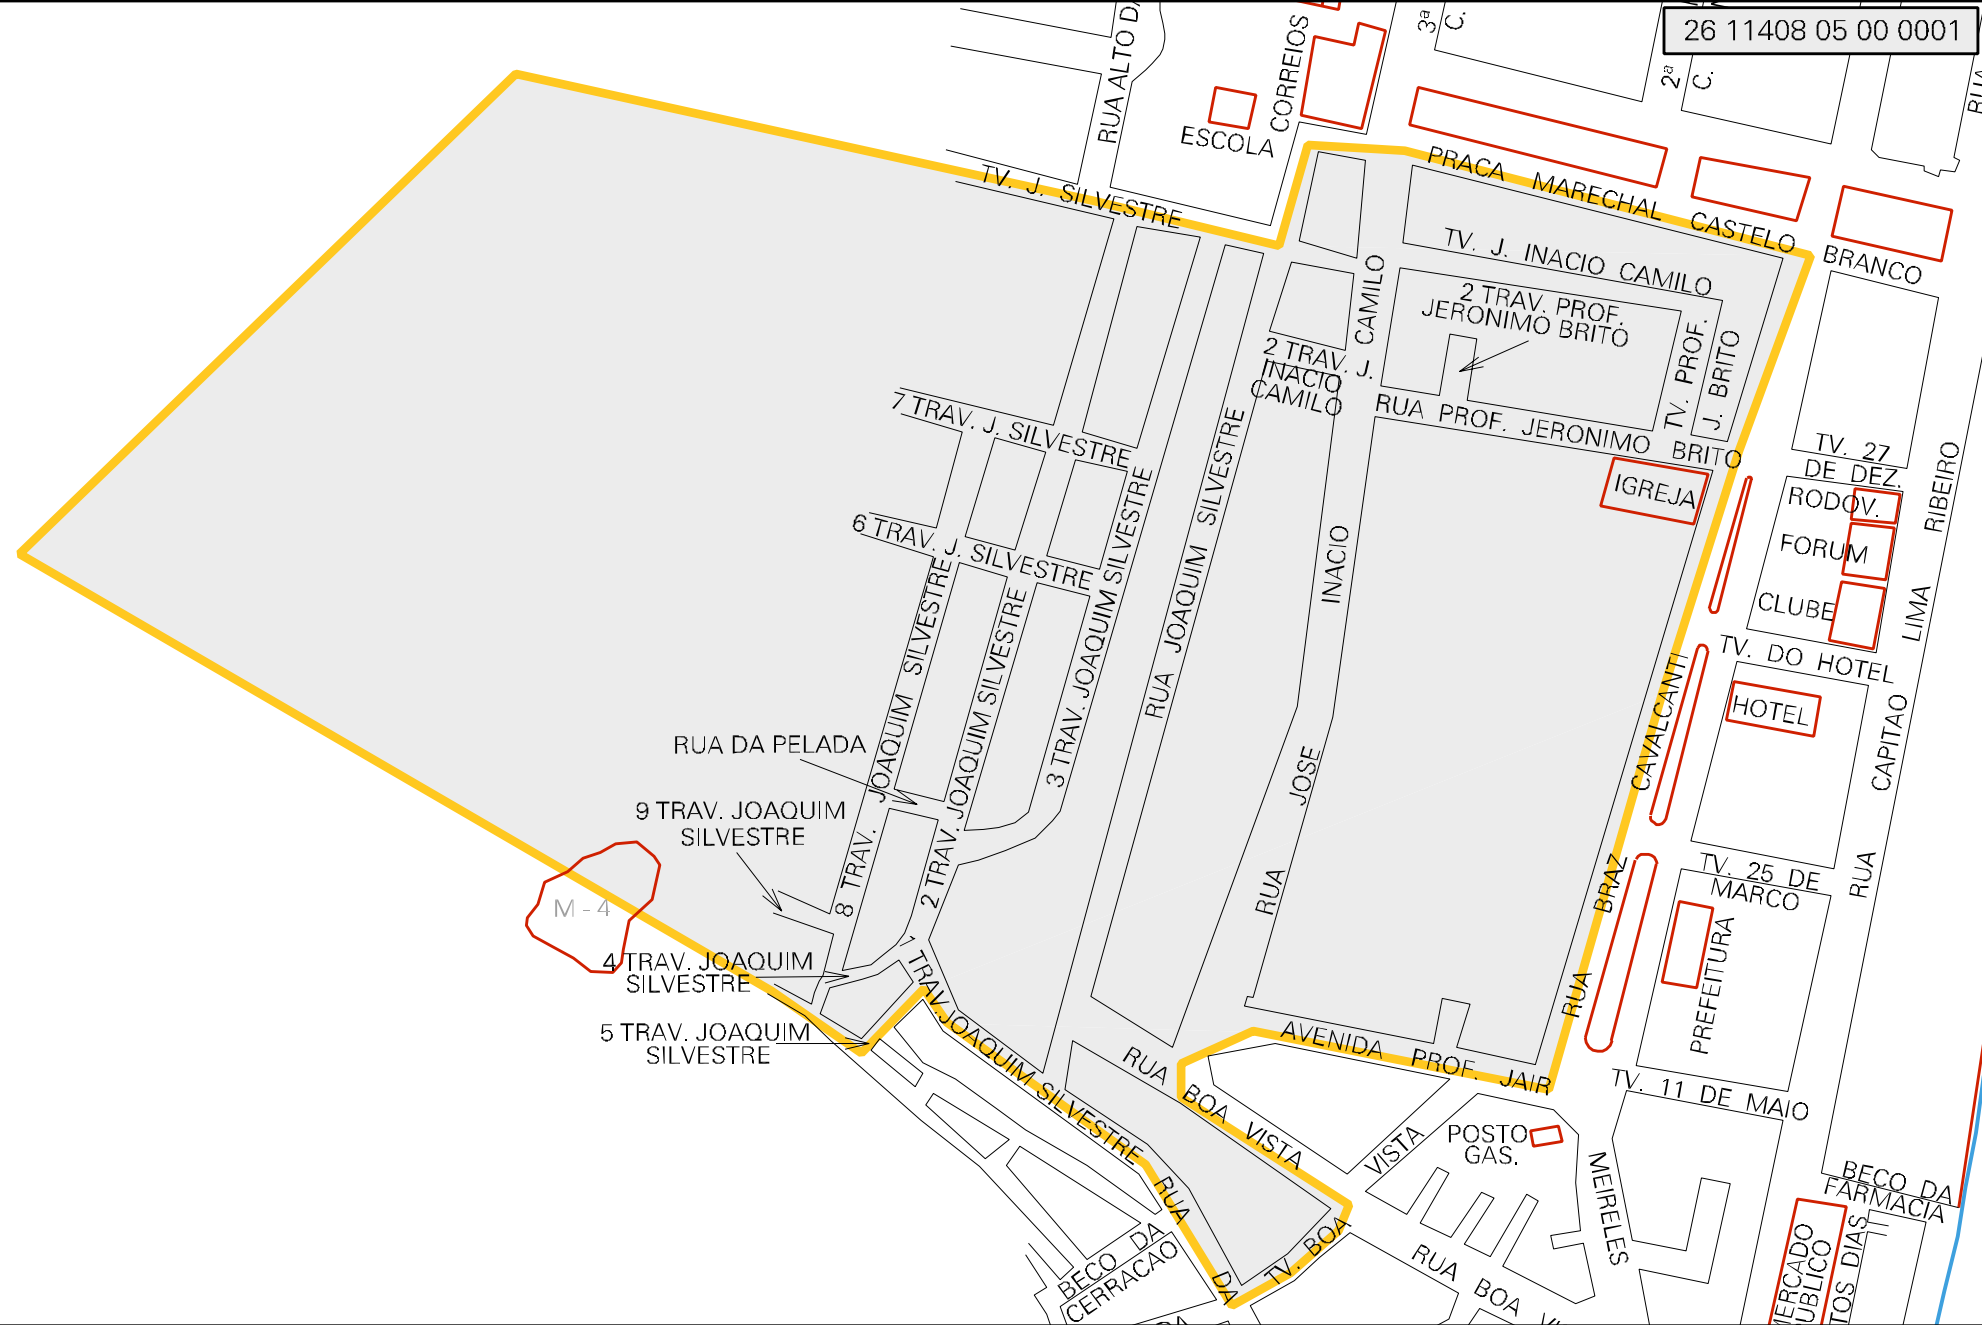 26 11408 05 00 0001
RUA ALTO DA
CORREIOS
3ª
C.
2ª
C.
ESCOLA
TV. J. SILVESTRE
PRACA MARECHAL CASTELO BRANCO
TV. J. INACIO CAMILO
2 TRAV. PROF.
JERONIMO BRITO
TV. PROF.
J. BRITO
2 TRAV. J.
INACIO
CAMILO
RUA PROF. JERONIMO BRITO
IGREJA
7 TRAV. J. SILVESTRE
6 TRAV. J. SILVESTRE
8 TRAV. JOAQUIM SILVESTRE
2 TRAV. JOAQUIM SILVESTRE
3 TRAV. JOAQUIM SILVESTRE
RUA JOAQUIM SILVESTRE
RUA JOSE INACIO CAMILO
RUA BRAZ CAVALCANTI
TV. 27
DE DEZ.
RODOV.
FORUM
CLUBE
TV. DO HOTEL
HOTEL
RUA CAPITAO LIMA RIBEIRO
TV. 25 DE
MARCO
PREFEITURA
TV. 11 DE MAIO
RUA DA PELADA
9 TRAV. JOAQUIM
SILVESTRE
M - 4
4 TRAV. JOAQUIM
SILVESTRE
5 TRAV. JOAQUIM
SILVESTRE
1 TRAV. JOAQUIM SILVESTRE
AVENIDA PROF. JAIR
MEIRELES
RUA BOA VISTA
POSTO
GAS.
TV. BOA VISTA
RUA DA
BECO DA
CERRACAO
RUA BOA
BECO DA
FARMACIA